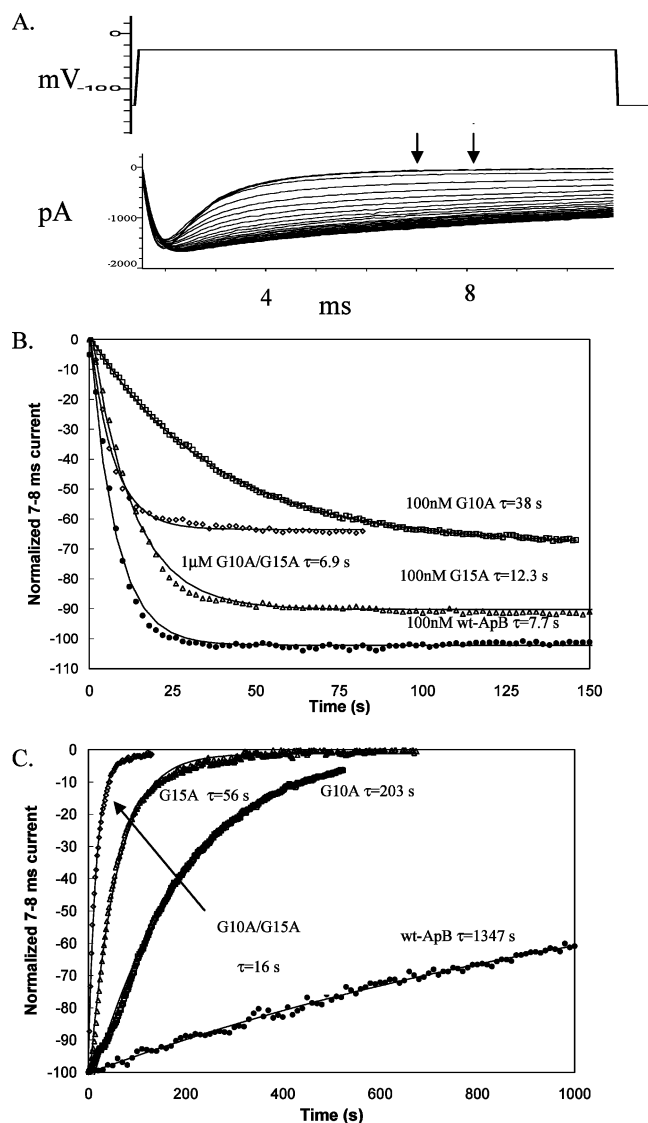 A.
0
mV
-100
0
pA
-1000
-2000
4
8
ms
B.
0
-10
-20
-30
-40
-50
-60
-70
-80
-90
-100
-110
Normalized 7-8 ms current
100nM G10A τ=38 s
1μM G10A/G15A τ=6.9 s
100nM G15A τ=12.3 s
100nM wt-ApB τ=7.7 s
0
25
50
75
100
125
150
Time (s)
C.
0
-10
-20
-30
-40
-50
-60
-70
-80
-90
-100
Normalized 7-8 ms current
G15A τ=56 s
G10A τ=203 s
G10A/G15A
τ=16 s
wt-ApB τ=1347 s
0
200
400
600
800
1000
Time (s)